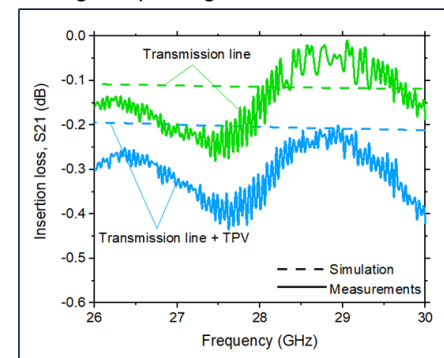 0.0
-0.1
-0.2
-0.3
-0.4
-0.5
-0.6
Insertion loss, S21 (dB)
Transmission line
Transmission line + TPV
Simulation
Measurements
26
27
28
29
30
Frequency (GHz)